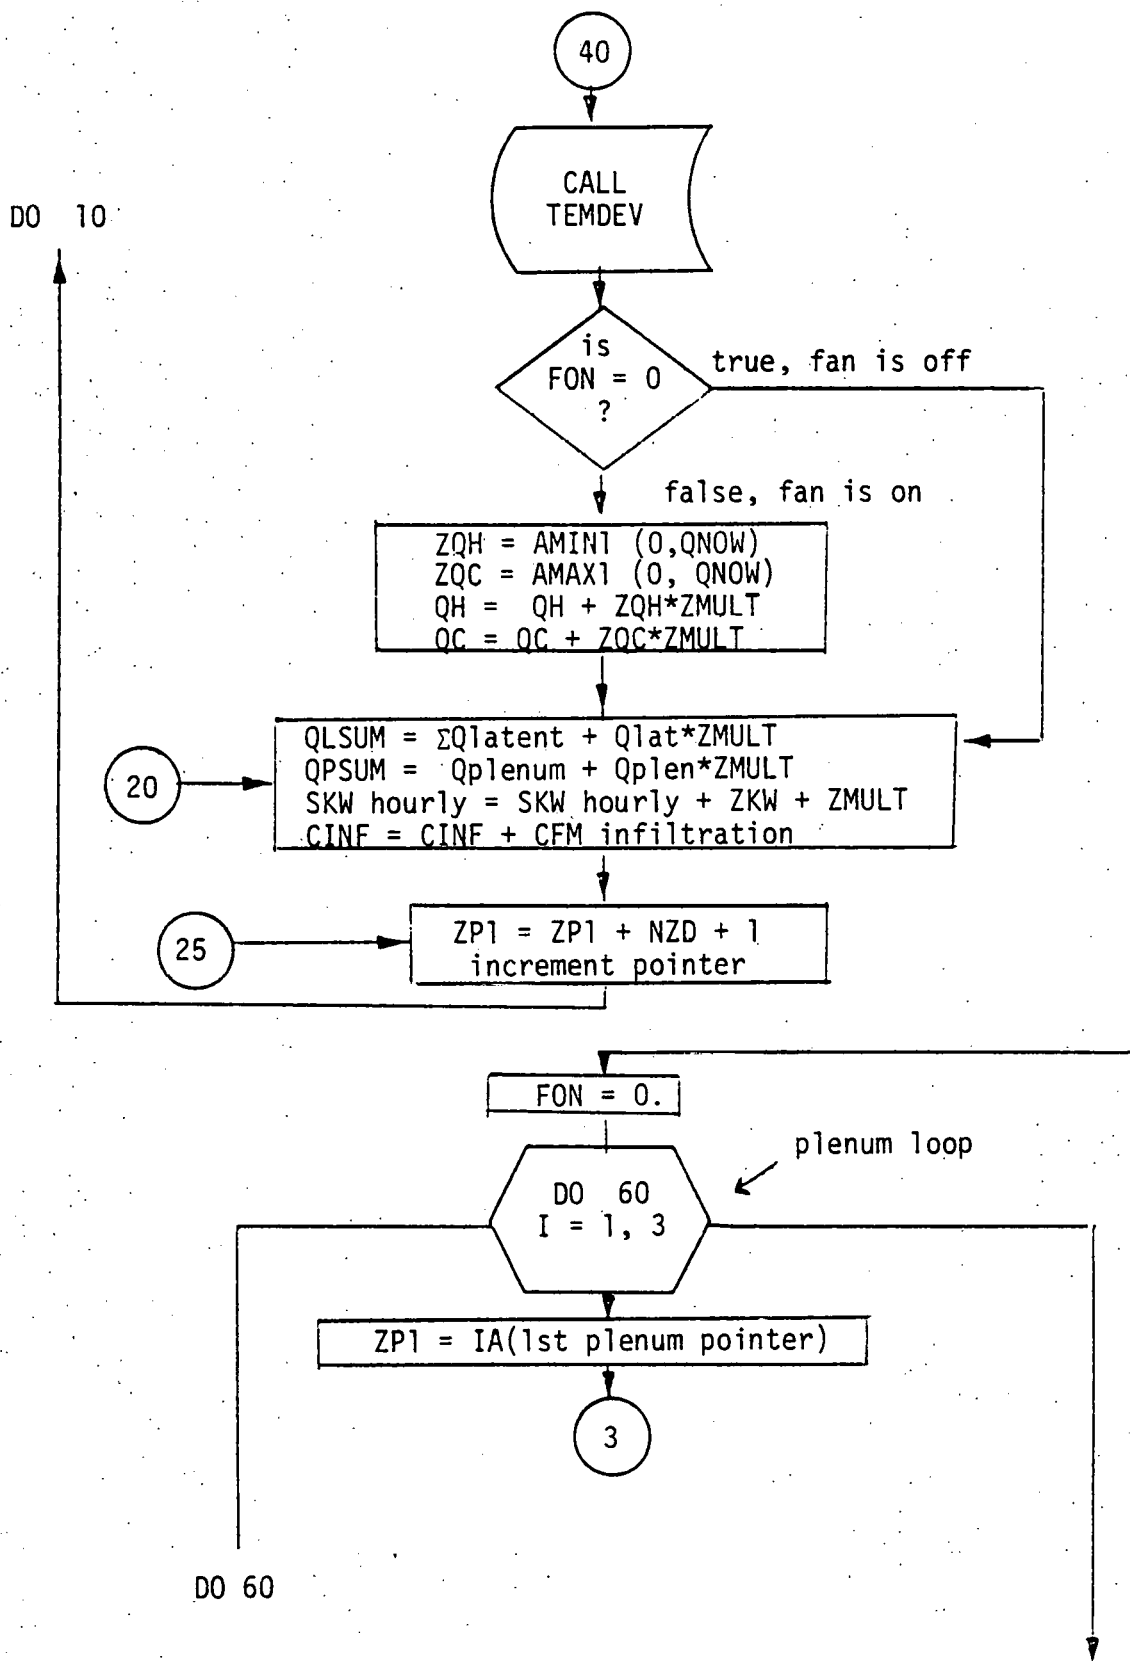 40
CALL
TEMDEV
DO 10
is
FON = 0
?
true, fan is off
false, fan is on
ZQH = AMIN1 (0,QNOW)
ZQC = AMAX1 (0, QNOW)
QH = QH + ZQH*ZMULT
QC = QC + ZQC*ZMULT
QLSUM = ΣQlatent + Qlat*ZMULT
QPSUM = Qplenum + Qplen*ZMULT
SKW hourly = SKW hourly + ZKW + ZMULT
CINF = CINF + CFM infiltration
20
ZP1 = ZP1 + NZD + 1
increment pointer
25
FON = 0.
plenum loop
DO 60
I = 1, 3
ZP1 = IA(1st plenum pointer)
3
DO 60